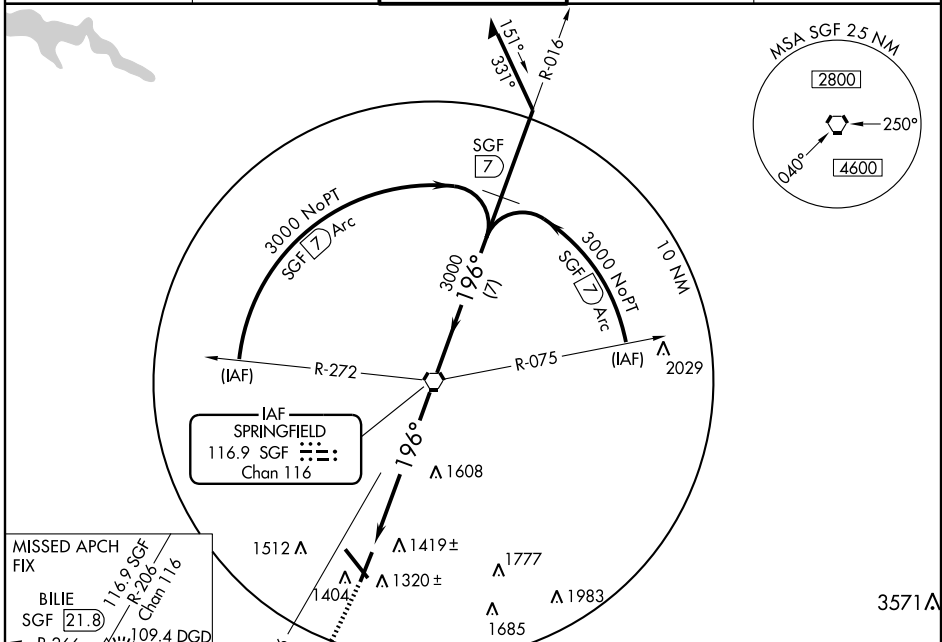 151°
331°
R-016
MSA SGF 25 NM
2800
250°
040°
4600
SGF
7
3000 NoPT
SGF 7 Arc
3000
196°
(7)
3000 NoPT
SGF 7 Arc
10 NM
(IAF)
R-272
R-075
(IAF)
2029
IAF
SPRINGFIELD
116.9 SGF
Chan 116
196°
1608
1512
1419 ±
1404
1320 ±
1777
1983
1685
3571
MISSED APCH
FIX
116.9 SGF
R-206
Chan 116
BILIE
SGF 21.8
109.4 DGD